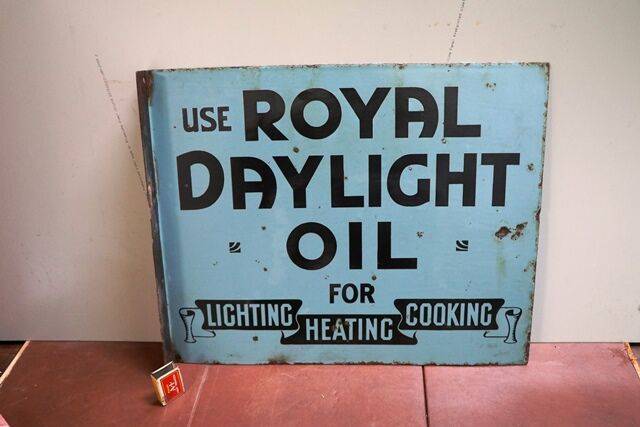 USE ROYAL
DAYLIGHT
OIL
FOR
LIGHTING HEATING COOKING